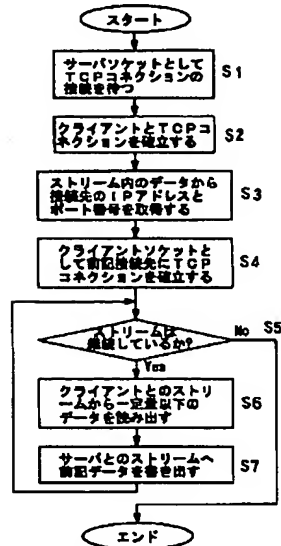 スタート
サーバソケットとして
TCPコネクションの
接続を待つ
S1
クライアントとTCPコ
ネクションを確立する
S2
ストリーム内のデータから
接続先のIPアドレスと
ポート番号を取得する
S3
クライアントソケットと
して前記接続先にTCP
コネクションを確立する
S4
ストリームは
継続しているか?
No
S5
Yes
クライアントとのストリ
ームから一定量以下の
データを読み出す
S6
サーバとのストリームへ
前記データを書き出す
S7
エンド